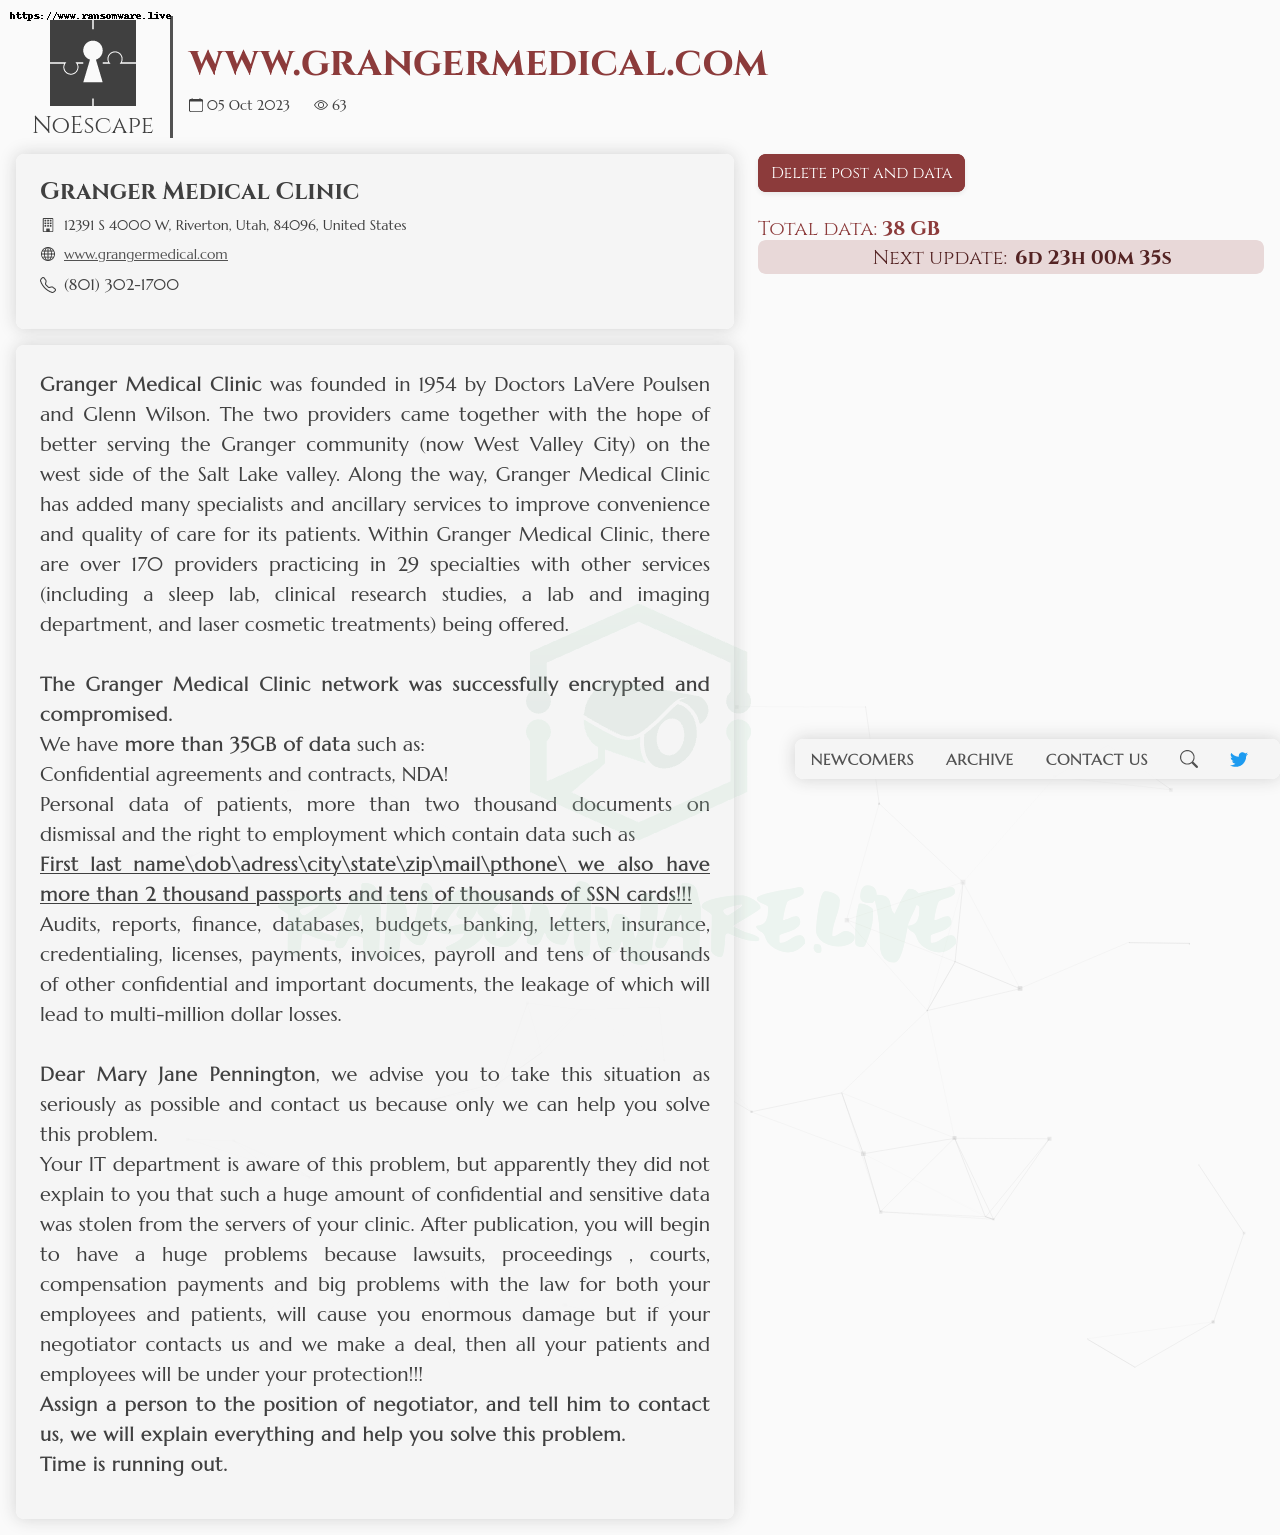 https://www.ransomware.live
NoEscape
www.grangermedical.com
05 Oct 2023 63
Granger Medical Clinic
12391 S 4000 W, Riverton, Utah, 84096, United States
www.grangermedical.com
(801) 302-1700
Delete post and data
Total data: 38 GB
Next update: 6d 23h 00m 35s
Granger Medical Clinic was founded in 1954 by Doctors LaVere Poulsen
and Glenn Wilson. The two providers came together with the hope of
better serving the Granger community (now West Valley City) on the
west side of the Salt Lake valley. Along the way, Granger Medical Clinic
has added many specialists and ancillary services to improve convenience
and quality of care for its patients. Within Granger Medical Clinic, there
are over 170 providers practicing in 29 specialties with other services
(including a sleep lab, clinical research studies, a lab and imaging
department, and laser cosmetic treatments) being offered.
The Granger Medical Clinic network was successfully encrypted and
compromised.
We have more than 35GB of data such as:
Confidential agreements and contracts, NDA!
Personal data of patients, more than two thousand documents on
dismissal and the right to employment which contain data such as
First last name\dob\adress\city\state\zip\mail\pthone\ we also have
more than 2 thousand passports and tens of thousands of SSN cards!!!
Audits, reports, finance, databases, budgets, banking, letters, insurance,
credentialing, licenses, payments, invoices, payroll and tens of thousands
of other confidential and important documents, the leakage of which will
lead to multi-million dollar losses.
Dear Mary Jane Pennington, we advise you to take this situation as
seriously as possible and contact us because only we can help you solve
this problem.
Your IT department is aware of this problem, but apparently they did not
explain to you that such a huge amount of confidential and sensitive data
was stolen from the servers of your clinic. After publication, you will begin
to have a huge problems because lawsuits, proceedings , courts,
compensation payments and big problems with the law for both your
employees and patients, will cause you enormous damage but if your
negotiator contacts us and we make a deal, then all your patients and
employees will be under your protection!!!
Assign a person to the position of negotiator, and tell him to contact
us, we will explain everything and help you solve this problem.
Time is running out.
NEWCOMERS ARCHIVE CONTACT US
RANSOMWARE.LIVE